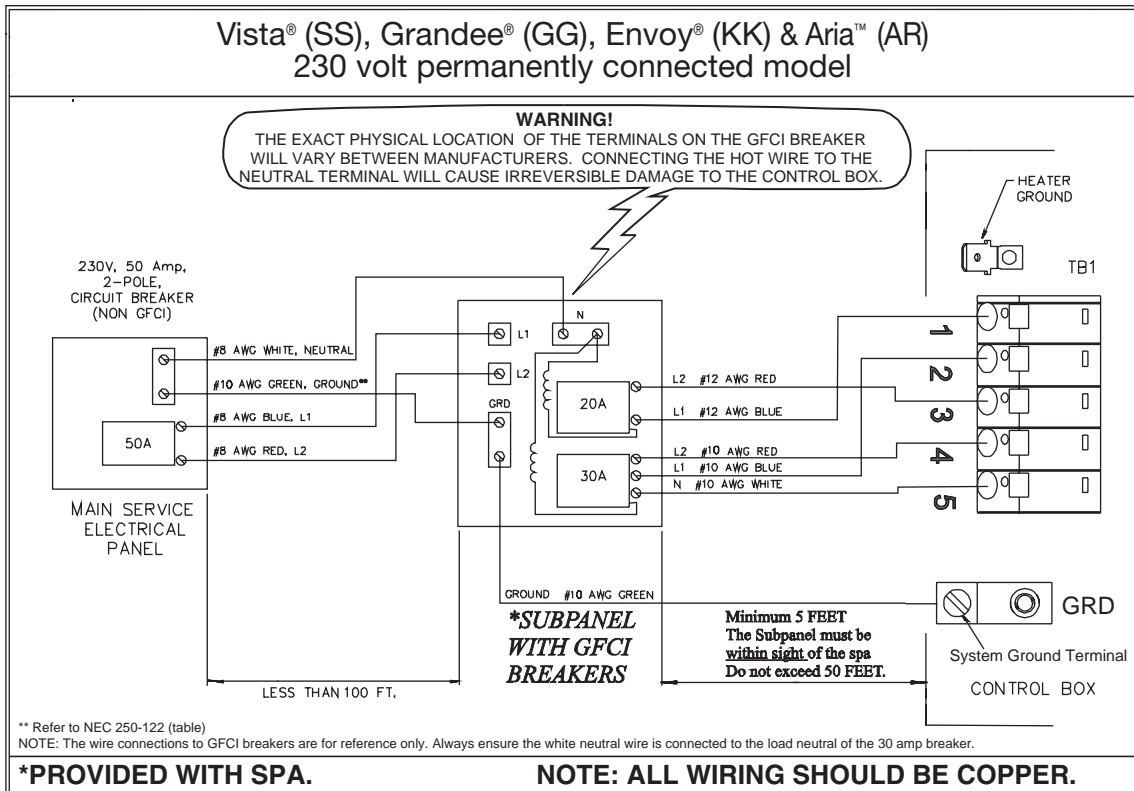 Vista® (SS), Grandee® (GG), Envoy® (KK) & Aria™ (AR)
230 volt permanently connected model
WARNING!
THE EXACT PHYSICAL LOCATION OF THE TERMINALS ON THE GFCI BREAKER
WILL VARY BETWEEN MANUFACTURERS. CONNECTING THE HOT WIRE TO THE
NEUTRAL TERMINAL WILL CAUSE IRREVERSIBLE DAMAGE TO THE CONTROL BOX.
HEATER
GROUND
TB1
230V, 50 Amp,
2-POLE,
CIRCUIT BREAKER
(NON GFCI)
#8 AWG WHITE, NEUTRAL
#10 AWG GREEN, GROUND**
#8 AWG BLUE, L1
#8 AWG RED, L2
50A
MAIN SERVICE
ELECTRICAL
PANEL
L1
N
L2
GRD
20A
30A
L2 #12 AWG RED
L1 #12 AWG BLUE
L2 #10 AWG RED
L1 #10 AWG BLUE
N #10 AWG WHITE
1
2
3
4
5
GROUND #10 AWG GREEN
*SUBPANEL
WITH GFCI
BREAKERS
Minimum 5 FEET
The Subpanel must be
within sight of the spa
Do not exceed 50 FEET.
GRD
System Ground Terminal
CONTROL BOX
LESS THAN 100 FT.
** Refer to NEC 250-122 (table)
NOTE: The wire connections to GFCI breakers are for reference only. Always ensure the white neutral wire is connected to the load neutral of the 30 amp breaker.
*PROVIDED WITH SPA.
NOTE: ALL WIRING SHOULD BE COPPER.